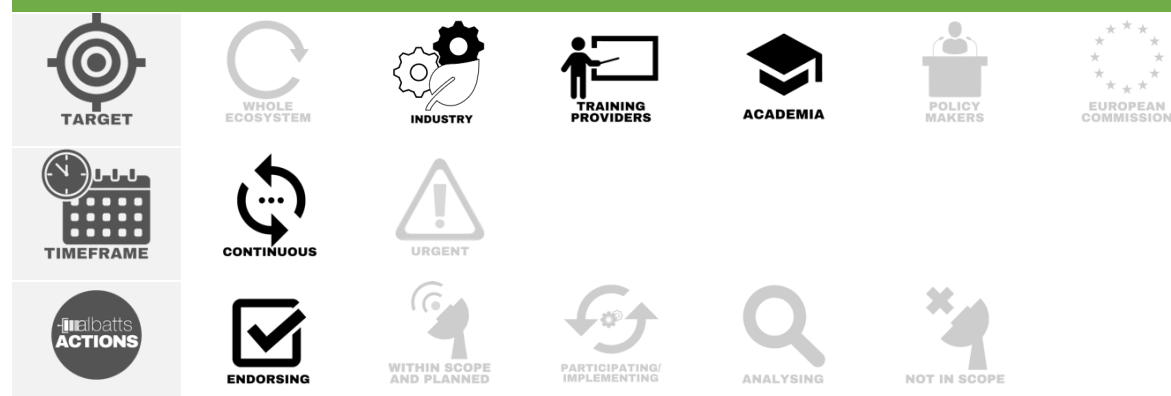 TARGET
WHOLE
ECOSYSTEM
INDUSTRY
TRAINING
PROVIDERS
ACADEMIA
POLICY
MAKERS
EUROPEAN
COMMISSION
TIMEFRAME
CONTINUOUS
URGENT
albatts
ACTIONS
ENDORSING
WITHIN SCOPE
AND PLANNED
PARTICIPATING/
IMPLEMENTING
ANALYSING
NOT IN SCOPE